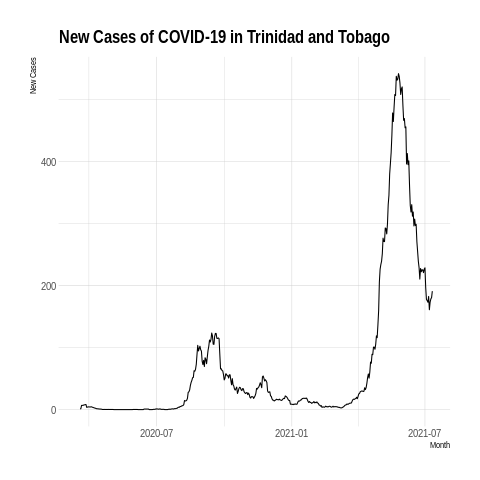 New Cases of COVID-19 in Trinidad and Tobago
New Cases
400
200
0
2020-07
2021-01
2021-07
Month